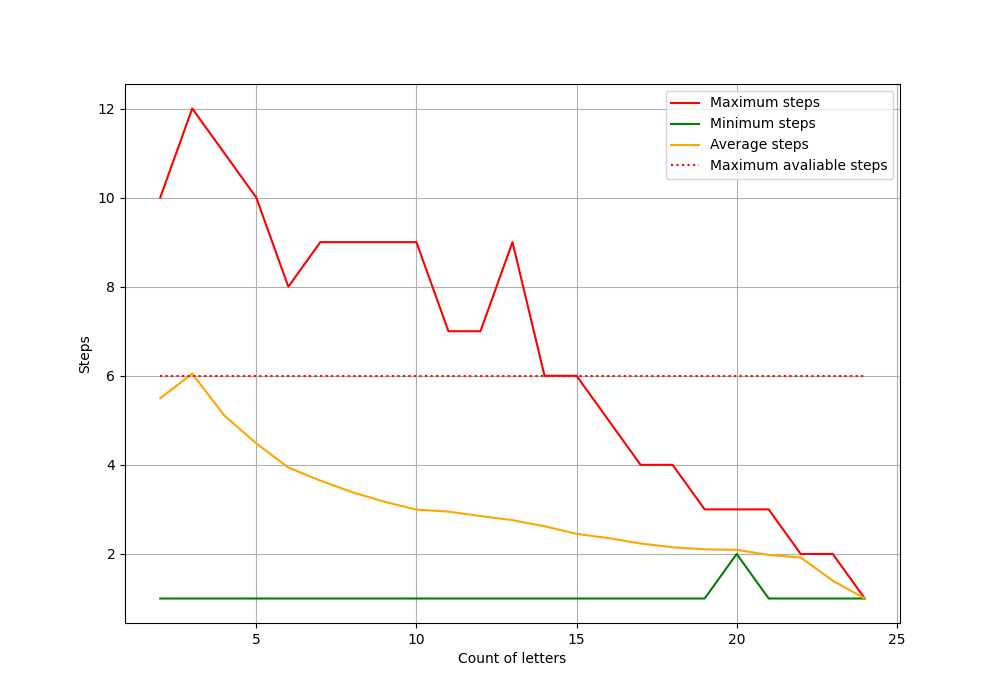 Maximum steps
Minimum steps
Average steps
Maximum avaliable steps
12
10
8
6
4
2
Steps
5 10 15 20 25
Count of letters